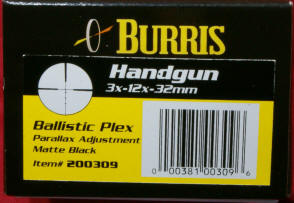 BURRIS
Handgun
3x-12x-32mm
Ballistic Plex
Parallax Adjustment
Matte Black
Item# 200309
0 00381 00309 6